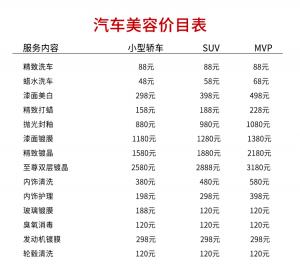 汽车美容价目表
服务内容 小型轿车 SUV MVP
精致洗车 88元 88元 88元
蜡水洗车 48元 58元 68元
漆面美白 298元 398元 498元
精致打蜡 158元 188元 228元
抛光封釉 880元 980元 1080元
漆面镀膜 1180元 1280元 1380元
精致镀晶 1580元 1880元 2180元
至尊双层镀晶 2580元 2888元 3180元
内饰清洗 380元 480元 580元
内饰护理 198元 298元 398元
玻璃镀膜 188元 120元 120元
臭氧消毒 120元 120元 120元
发动机镀膜 298元 298元 298元
轮毂清洗 120元 120元 120元